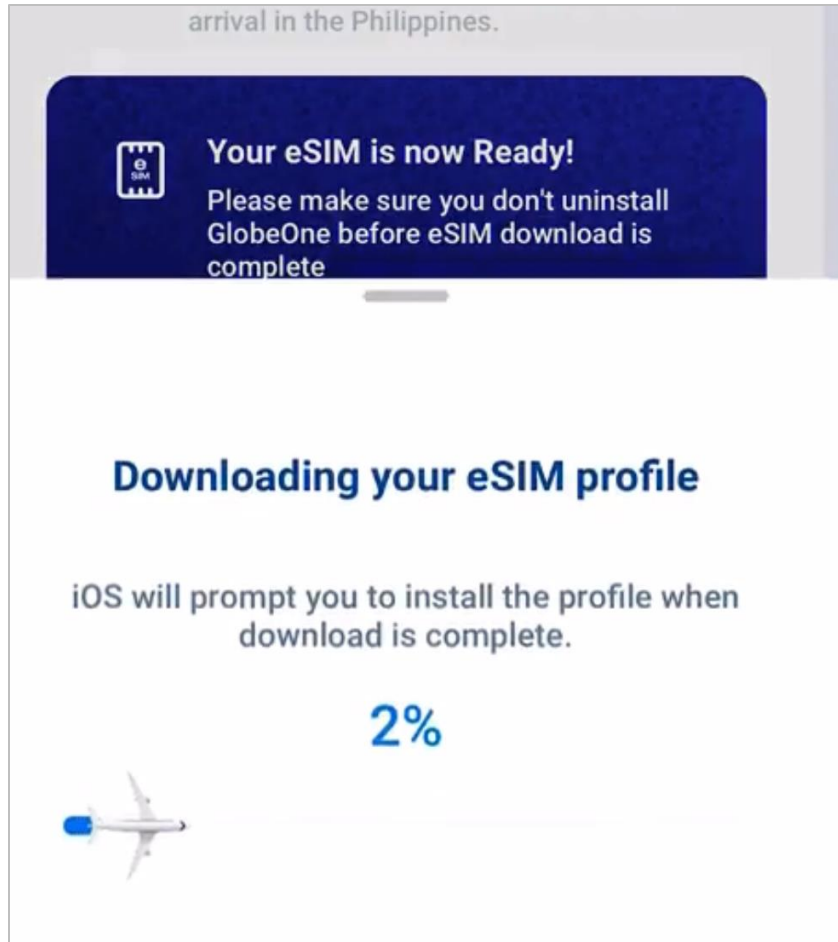 arrival in the Philippines.
e
SIM
Your eSIM is now Ready!
Please make sure you don't uninstall
GlobeOne before eSIM download is
complete
Downloading your eSIM profile
iOS will prompt you to install the profile when
download is complete.
2%